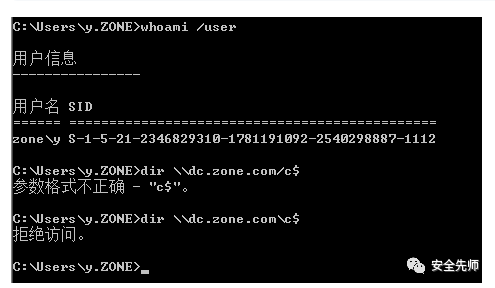 C:\Users\y.ZONE>whoami /user
用户信息
----------------
用户名 SID
====== ==============================================
zone\y S-1-5-21-2346829310-1781191092-2540298887-1112
C:\Users\y.ZONE>dir \\dc.zone.com/c$
参数格式不正确 - "c$"。
C:\Users\y.ZONE>dir \\dc.zone.com\c$
拒绝访问。
C:\Users\y.ZONE>_
安全先师